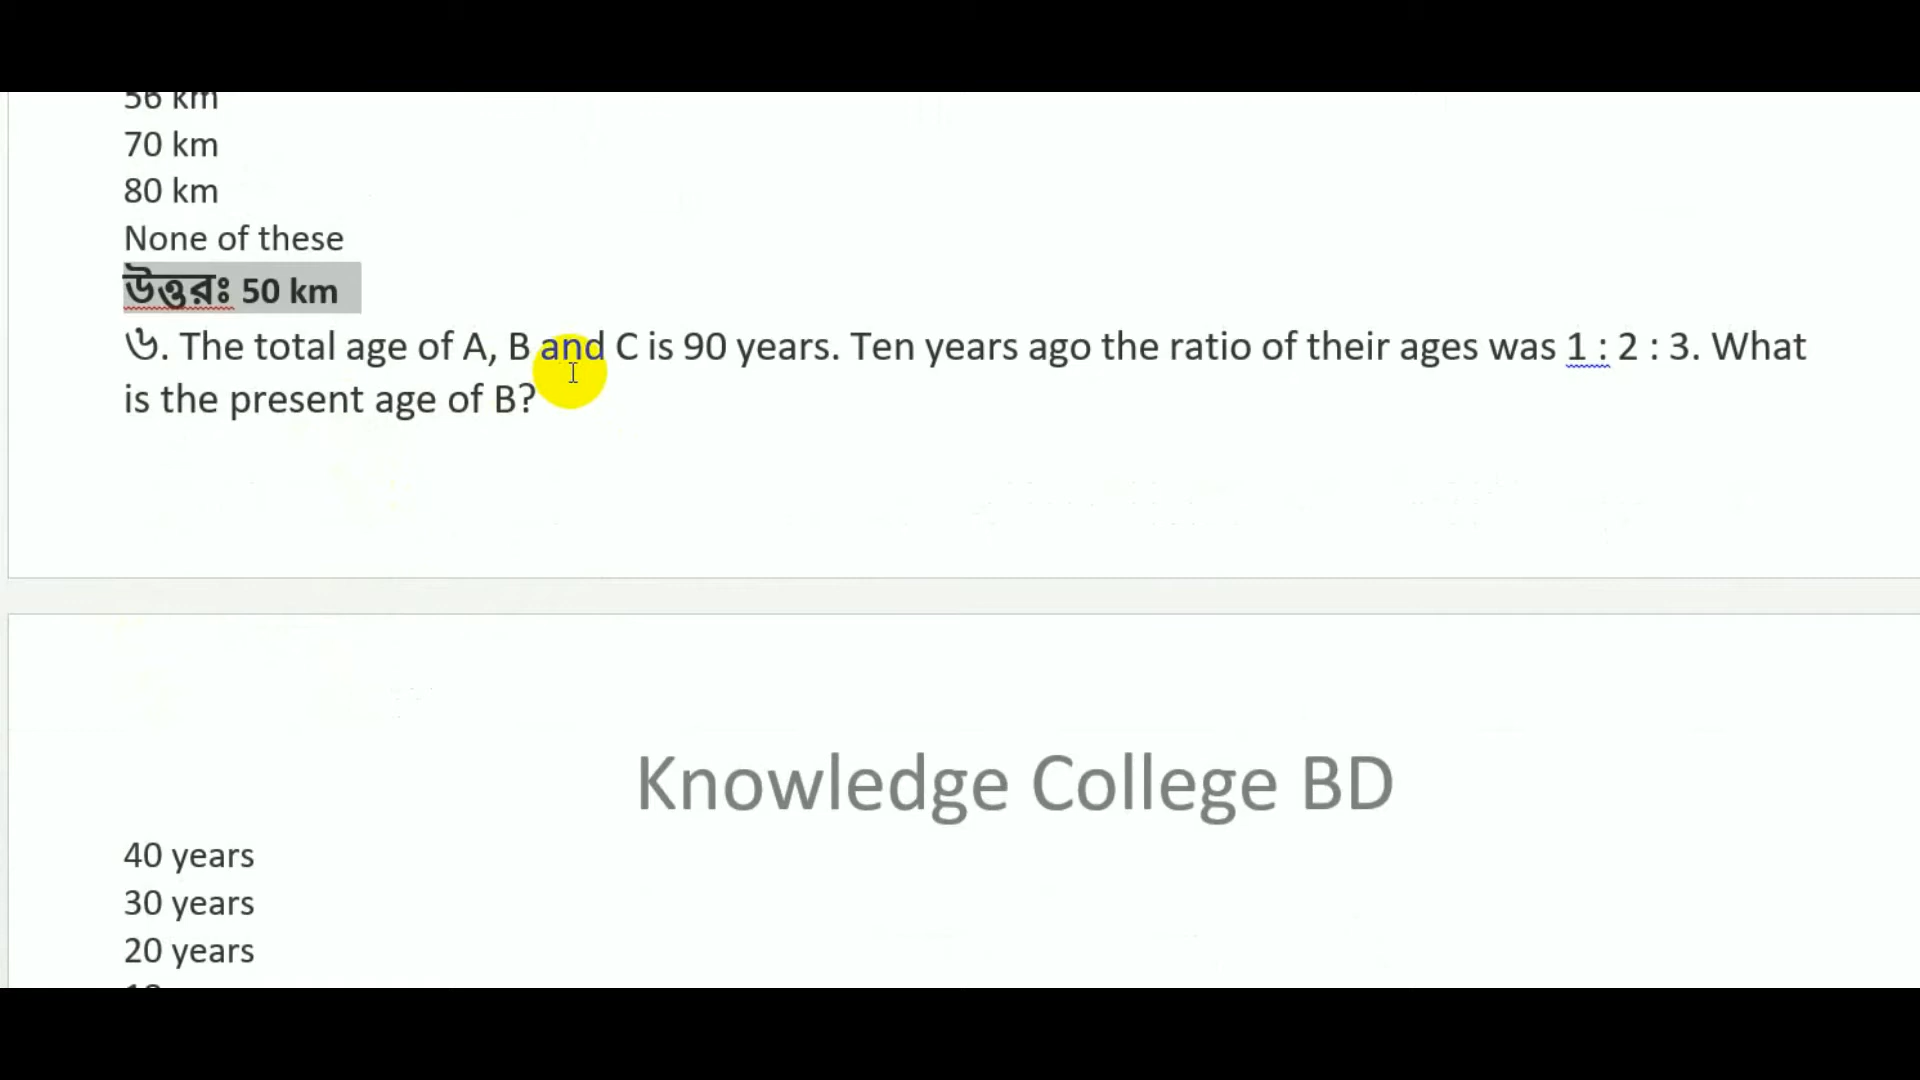 56 km
70 km
80 km
None of these
উত্তরঃ 50 km
৬. The total age of A, B and C is 90 years. Ten years ago the ratio of their ages was 1 : 2 : 3. What
is the present age of B?
Knowledge College BD
40 years
30 years
20 years